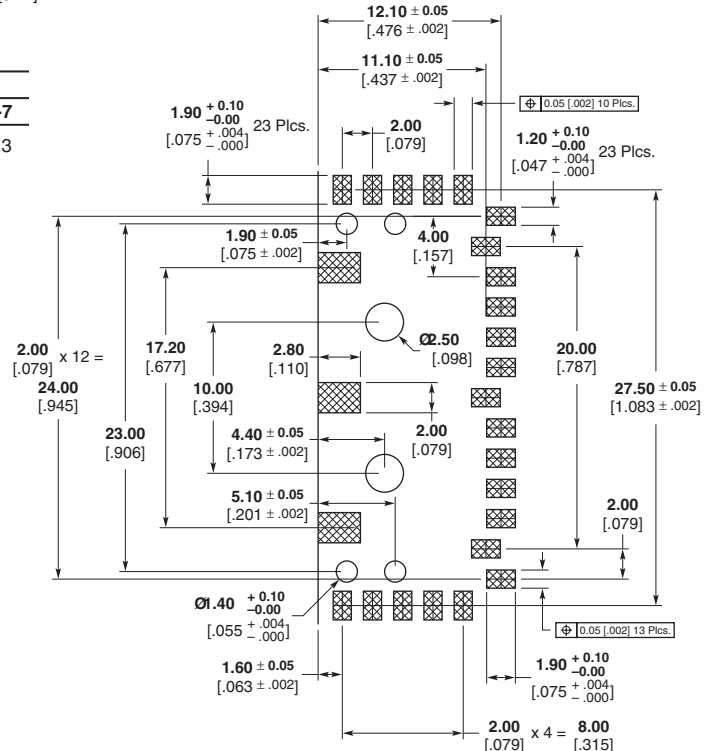 12.10 ± 0.05
[.476 ± .002]
11.10 ± 0.05
[.437 ± .002]
-7
3
⌖ 0.05 [.002] 10 Plcs.
1.90 + 0.10 –0.00
[.075 + .004 – .000] 23 Plcs.
2.00
[.079]
1.20 + 0.10 –0.00
[.047 + .004 – .000] 23 Plcs.
1.90 ± 0.05
[.075 ± .002]
4.00
[.157]
Ø2.50
[.098]
2.00
[.079] x 12 =
24.00
[.945]
17.20
[.677]
2.80
[.110]
20.00
[.787]
10.00
[.394]
27.50 ± 0.05
[1.083 ± .002]
23.00
[.906]
4.40 ± 0.05
[.173 ± .002]
2.00
[.079]
5.10 ± 0.05
[.201 ± .002]
2.00
[.079]
Ø1.40 + 0.10 –0.00
[.055 + .004 – .000]
⌖ 0.05 [.002] 13 Plcs.
1.60 ± 0.05
[.063 ± .002]
1.90 + 0.10 –0.00
[.075 + .004 – .000]
2.00 x 4 = 8.00
[.079] [.315]